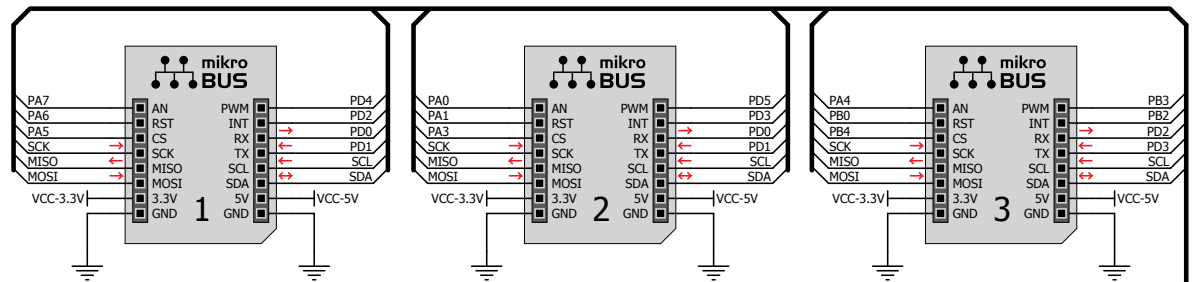 mikro
BUS
PA7 AN PWM PD4
PA6 RST INT PD2
PA5 CS RX PD0
SCK SCK TX PD1
MISO MISO SCL SCL
MOSI MOSI SDA SDA
VCC-3.3V 3.3V 5V VCC-5V
GND 1 GND
mikro
BUS
PA0 AN PWM PD5
PA1 RST INT PD3
PA3 CS RX PD0
SCK SCK TX PD1
MISO MISO SCL SCL
MOSI MOSI SDA SDA
VCC-3.3V 3.3V 5V VCC-5V
GND 2 GND
mikro
BUS
PA4 AN PWM PB3
PB0 RST INT PB2
PB4 CS RX PD2
SCK SCK TX PD3
MISO MISO SCL SCL
MOSI MOSI SDA SDA
VCC-3.3V 3.3V 5V VCC-5V
GND 3 GND